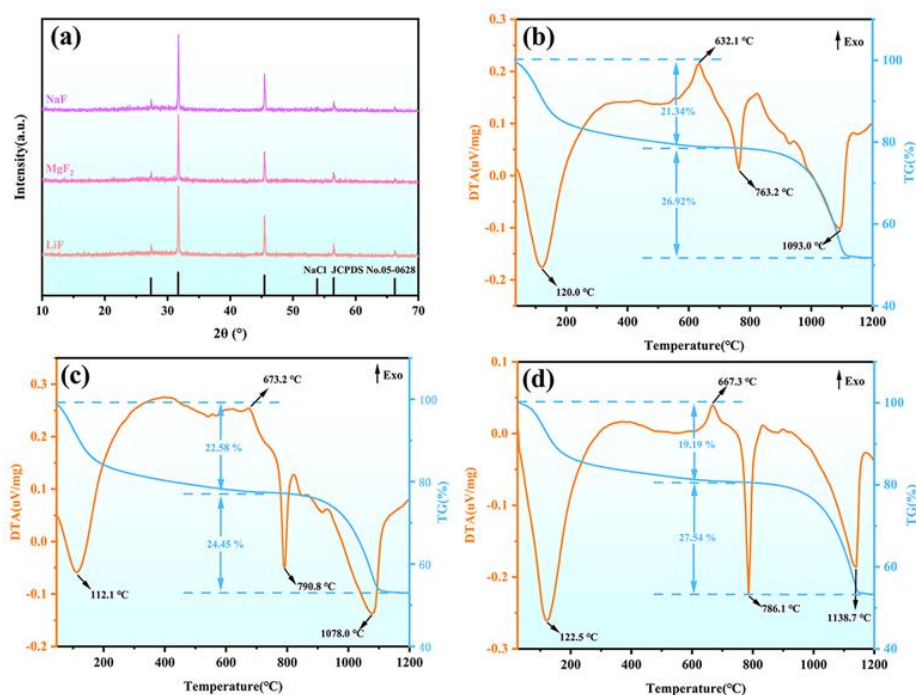 (a)
NaF
MgF₂
LiF
NaCl JCPDS No.05-0628
Intensity(a.u.)
10 20 30 40 50 60 70
2θ (°)
(b)
632.1 ℃
Exo
0.2
0.1
0.0
-0.1
-0.2
DTA(uV/mg)
100
80
60
40
TG(%)
21.34%
26.92%
763.2 ℃
1093.0 ℃
120.0 ℃
200 400 600 800 1000 1200
Temperature(℃)
(c)
673.2 ℃
Exo
0.3
0.2
0.1
0.0
-0.1
-0.2
DTA(uV/mg)
100
80
60
40
TG(%)
22.58 %
24.45 %
112.1 ℃
790.8 ℃
1078.0 ℃
200 400 600 800 1000 1200
Temperature(℃)
(d)
667.3 ℃
Exo
0.1
0.0
-0.1
-0.2
-0.3
DTA(uV/mg)
100
80
60
40
TG(%)
19.19 %
27.54 %
122.5 ℃
786.1 ℃
1138.7 ℃
200 400 600 800 1000 1200
Temperature(℃)